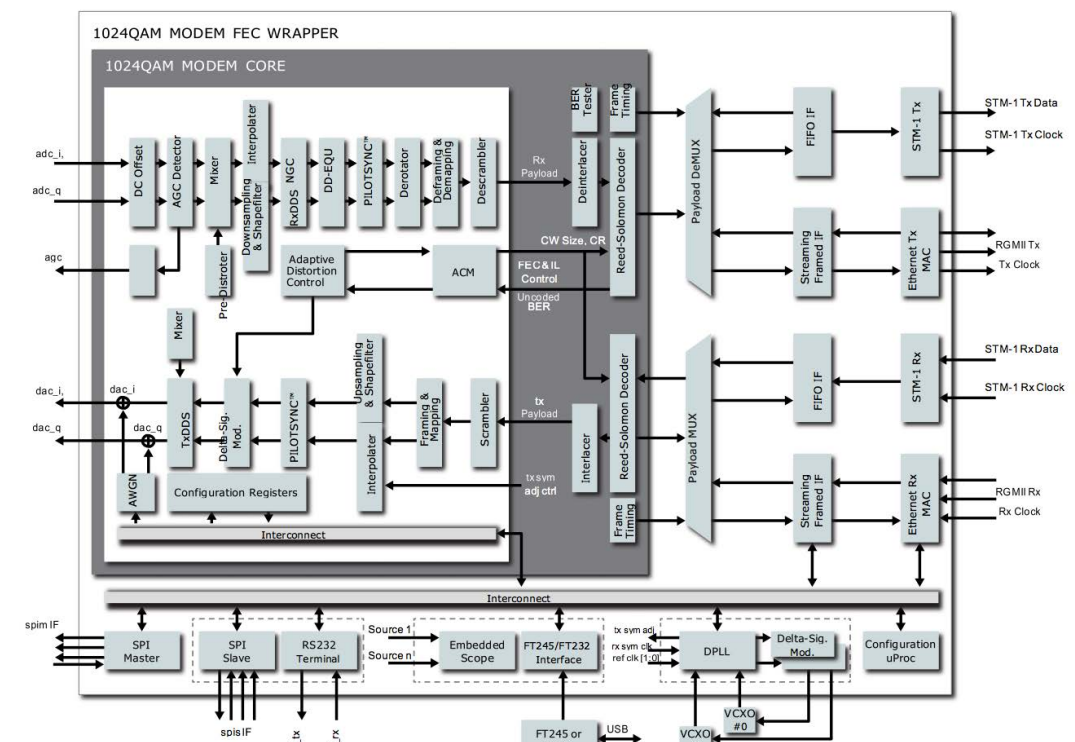 1024QAM MODEM FEC WRAPPER
1024QAM MODEM CORE
adc_i,
adc_q
DC Offset
AGC Detector
Mixer
Interpolater
Downsampling
& Shapefilter
RxDDS NGC
DD-EQU
PILOTSYNC™
Derotator
Deframing &
Demapping
Descrambler
Rx
Payload
BER
Tester
Frame
Timing
Deinterlacer
Reed-Solomon Decoder
Payload DeMUX
FIFO IF
STM-1 Tx
STM-1 Tx Data
STM-1 Tx Clock
Streaming
Framed IF
Ethernet Tx
MAC
RGMII Tx
Tx Clock
agc
Pre-Distroter
Adaptive
Distortion
Control
ACM
CW Size, CR
FEC& IL
Control
Uncoded
BER
Mixer
dac_i,
dac_i
dac_q
dac_q
TxDDS
Delta-Sig.
Mod.
PILOTSYNC™
Upsampling
& Shapefilter
Interpolater
Framing &
Mapping
Scrambler
tx
Payload
Interlacer
Reed-Solomon Decoder
Payload MUX
FIFO IF
STM-1 Rx
STM-1 Rx Data
STM-1 Rx Clock
Streaming
Framed IF
Ethernet Rx
MAC
RGMII Rx
Rx Clock
AWGN
Configuration Registers
tx sym
adj ctrl
Frame
Timing
Interconnect
Interconnect
spim IF
SPI
Master
SPI
Slave
RS232
Terminal
Source 1
Source n
Embedded
Scope
FT245/FT232
Interface
tx sym adj
rx sym clk
ref clk [1:0]
DPLL
Delta-Sig.
Mod.
Configuration
uProc
spis IF
_tx
_rx
FT245 or
USB
VCXO
VCXO
#0